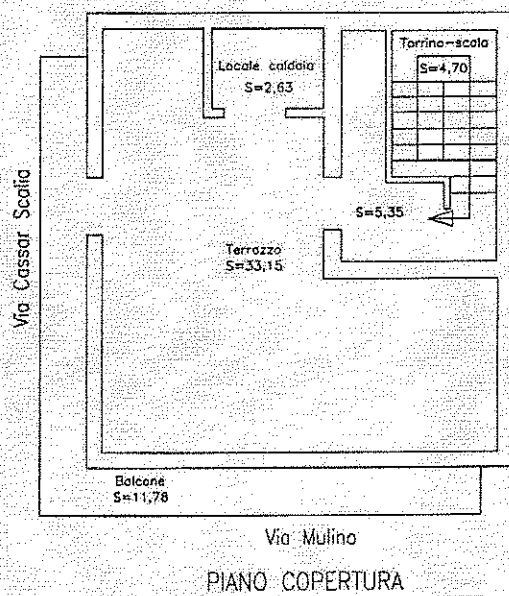 Torrino-scala
S=4,70
Locale caldaia
S=2,63
S=5,35
Terrazzo
S=33,15
Via Cassar Scalia
Balcone
S=11,78
Via Mulino
PIANO COPERTURA